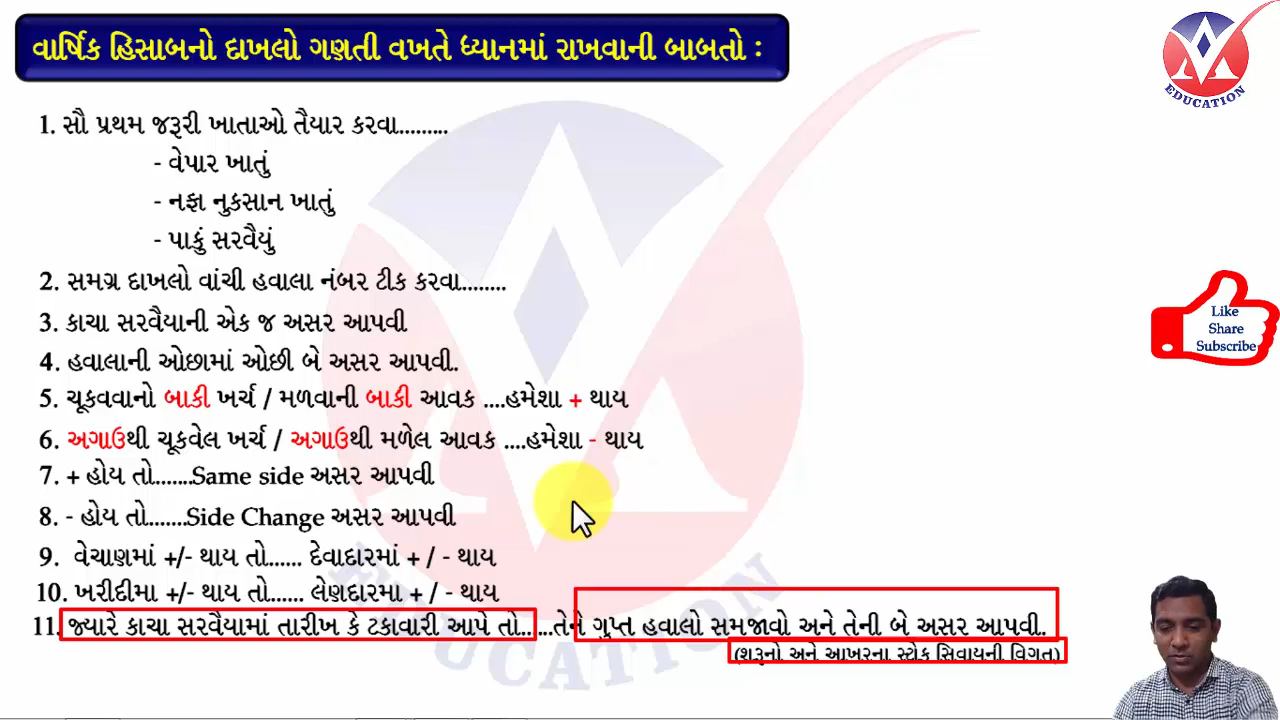 વાર્ષિક હિસાબનો દાખલો ગણતી વખતે ધ્યાનમાં રાખવાની બાબતો :
EDUCATION
1. સૌ પ્રથમ જરૂરી ખાતાઓ તૈયાર કરવા.........
- વેપાર ખાતું
- નફા નુકસાન ખાતું
- પાકું સરવૈયું
2. સમગ્ર દાખલો વાંચી હવાલા નંબર ટીક કરવા........
3. કાચા સરવૈયાની એક જ અસર આપવી
Like
Share
Subscribe
4. હવાલાની ઓછામાં ઓછી બે અસર આપવી.
5. ચૂકવવાનો બાકી ખર્ચ / મળવાની બાકી આવક ....હમેશા + થાય
6. અગાઉથી ચૂકવેલ ખર્ચ / અગાઉથી મળેલ આવક ....હમેશા - થાય
7. + હોય તો.......Same side અસર આપવી
8. - હોય તો.......Side Change અસર આપવી
9. વેચાણમાં +/- થાય તો...... દેવાદારમાં + / - થાય
10. ખરીદીમા +/- થાય તો...... લેણદારમા + / - થાય
11. જ્યારે કાચા સરવૈયામાં તારીખ કે ટકાવારી આપે તો.....તેને ગુપ્ત હવાલો સમજાવો અને તેની બે અસર આપવી.
(શરૂનો અને આખરના સ્ટોક સિવાયની વિગત)
EDUCATION